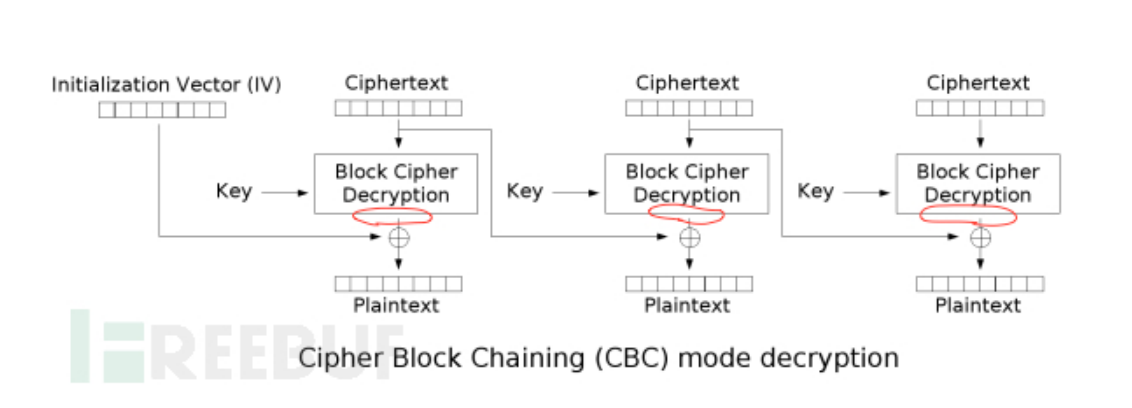 Initialization Vector (IV)
Ciphertext
Ciphertext
Ciphertext
Key
Block Cipher
Decryption
Key
Block Cipher
Decryption
Key
Block Cipher
Decryption
Plaintext
Plaintext
Plaintext
FREEBUF
Cipher Block Chaining (CBC) mode decryption